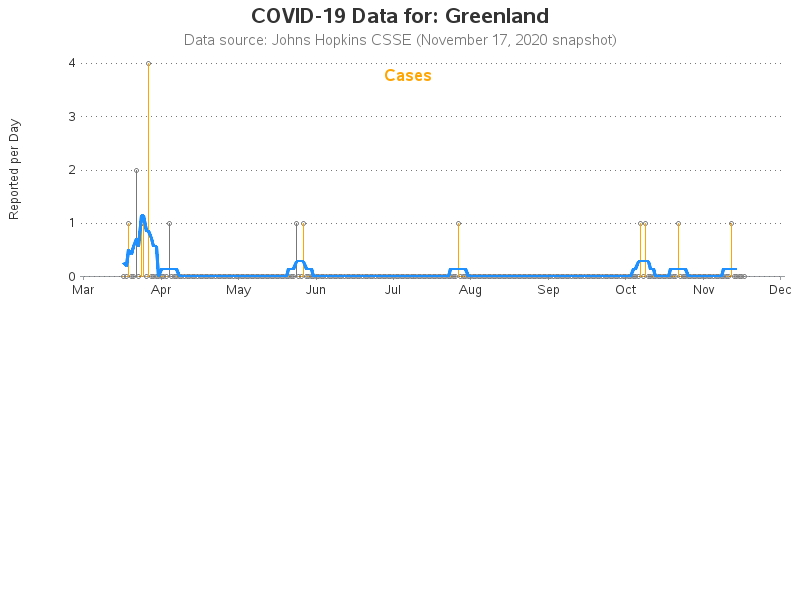 COVID-19 Data for: Greenland
Data source: Johns Hopkins CSSE (November 17, 2020 snapshot)
Cases
Reported per Day
4
3
2
1
0
Mar Apr May Jun Jul Aug Sep Oct Nov Dec